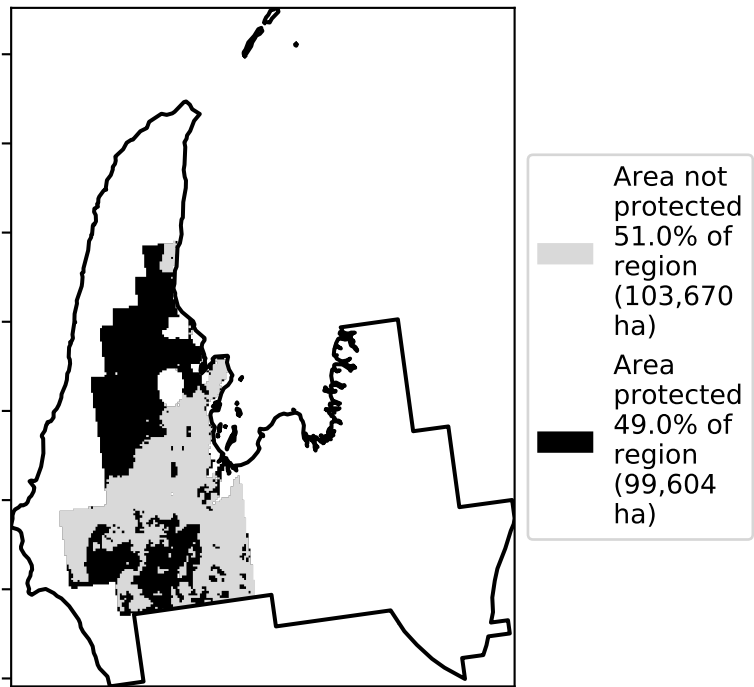 Area not
protected
51.0% of
region
(103,670
ha)
Area
protected
49.0% of
region
(99,604
ha)